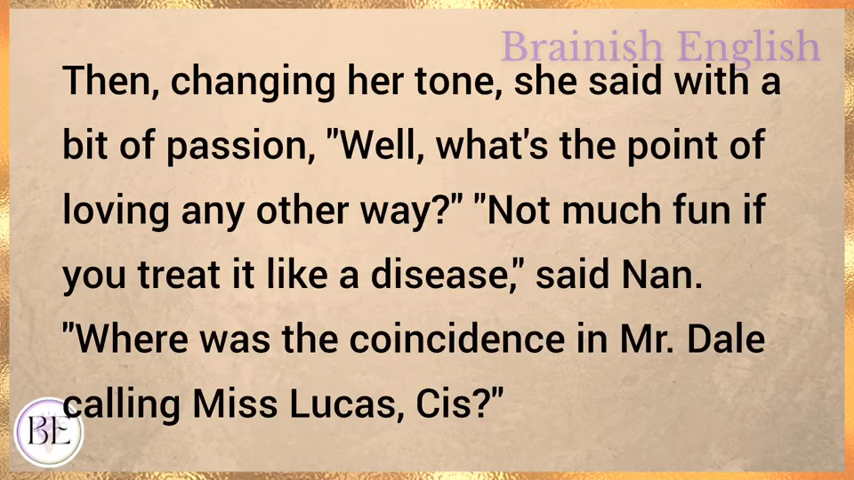 Brainish English
Then, changing her tone, she said with a
bit of passion, "Well, what's the point of
loving any other way?" "Not much fun if
you treat it like a disease," said Nan.
"Where was the coincidence in Mr. Dale
calling Miss Lucas, Cis?"
BE